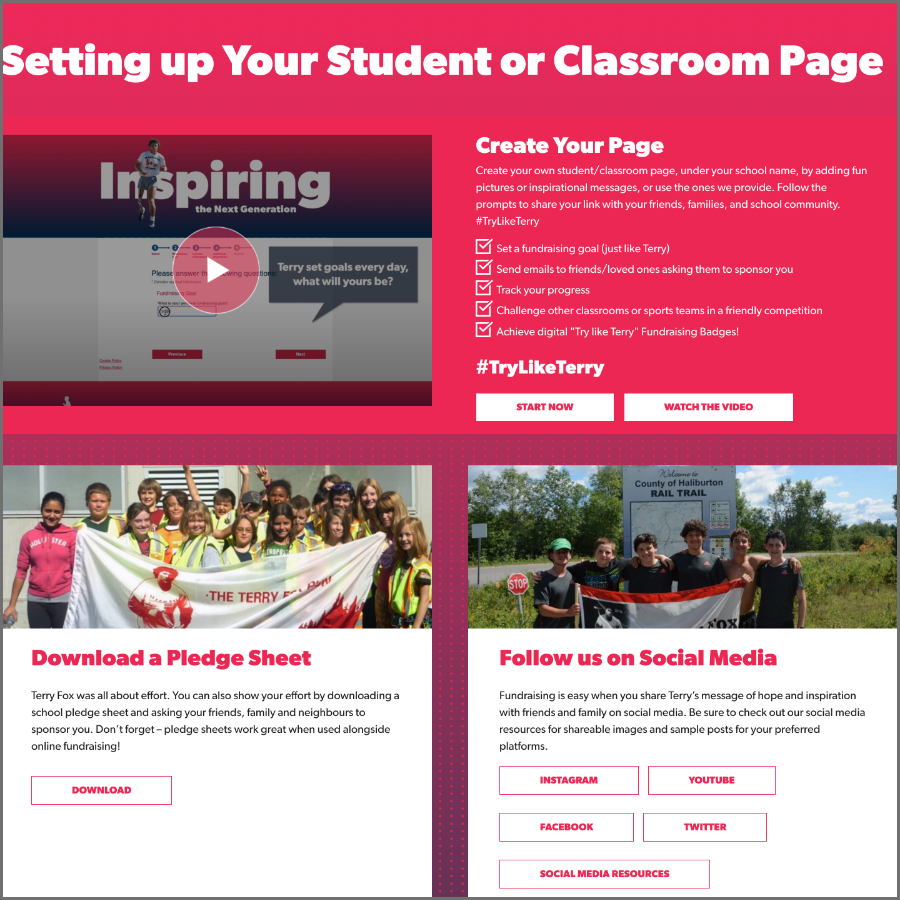 Setting up Your Student or Classroom Page
Inspiring
the Next Generation
Please answer the following questions
Fundraising Goal
Terry set goals every day,
what will yours be?
Previous
Next
Cookie Policy
Privacy Policy
Create Your Page
Create your own student/classroom page, under your school name, by adding fun
pictures or inspirational messages, or use the ones we provide. Follow the
prompts to share your link with your friends, families, and school community.
#TryLikeTerry
Set a fundraising goal (just like Terry)
Send emails to friends/loved ones asking them to sponsor you
Track your progress
Challenge other classrooms or sports teams in a friendly competition
Achieve digital "Try like Terry" Fundraising Badges!
#TryLikeTerry
START NOW
WATCH THE VIDEO
HOLLISTER
·THE TERRY FOX RUN
Download a Pledge Sheet
Terry Fox was all about effort. You can also show your effort by downloading a
school pledge sheet and asking your friends, family and neighbours to
sponsor you. Don't forget – pledge sheets work great when used alongside
online fundraising!
DOWNLOAD
Welcome to
County of Haliburton
RAIL TRAIL
STOP
FOX
Follow us on Social Media
Fundraising is easy when you share Terry's message of hope and inspiration
with friends and family on social media. Be sure to check out our social media
resources for shareable images and sample posts for your preferred
platforms.
INSTAGRAM
YOUTUBE
FACEBOOK
TWITTER
SOCIAL MEDIA RESOURCES